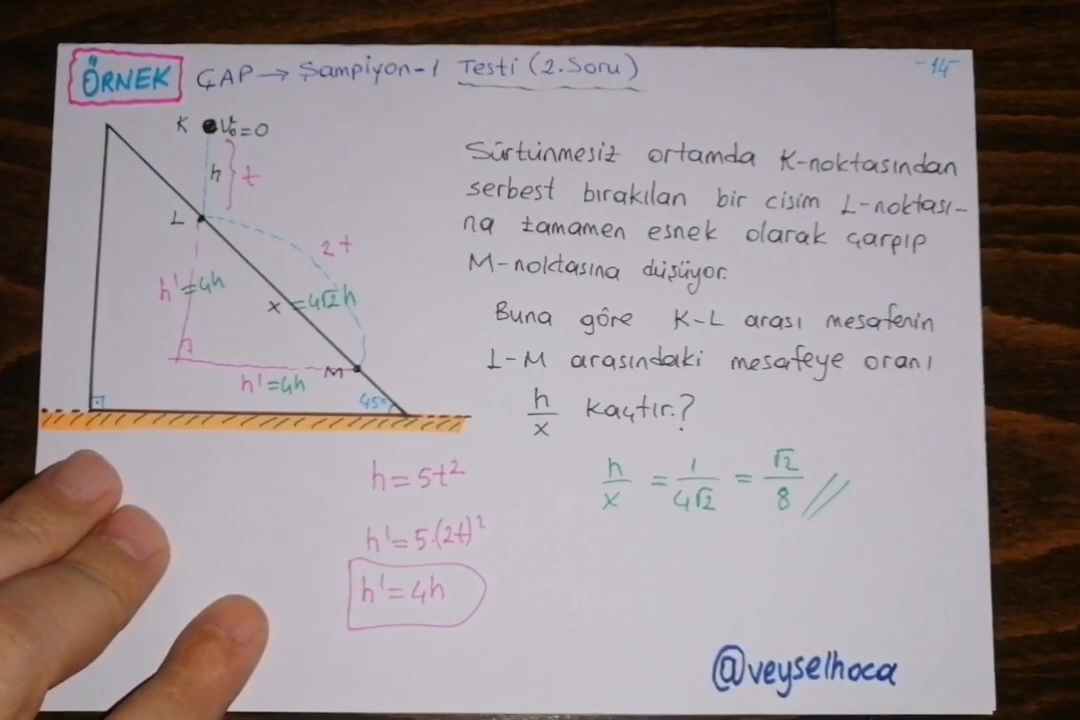 ÖRNEK ÇAP → Şampiyon-1 Testi (2.Soru)
-14-
K V₀=0
h } t
L
2t
h'=4h
x =4√2h
M
h'=4h
45°
Sürtünmesiz ortamda K-noktasından
serbest bırakılan bir cisim L-noktası-
na tamamen esnek olarak çarpıp
M-noktasına düşüyor.
Buna göre K-L arası mesafenin
L-M arasındaki mesafeye oranı
h/x kaçtır.?
h=5t²
h'=5.(2t)²
h'=4h
h/x = 1/4√2 = √2/8 //
@veyselhoca